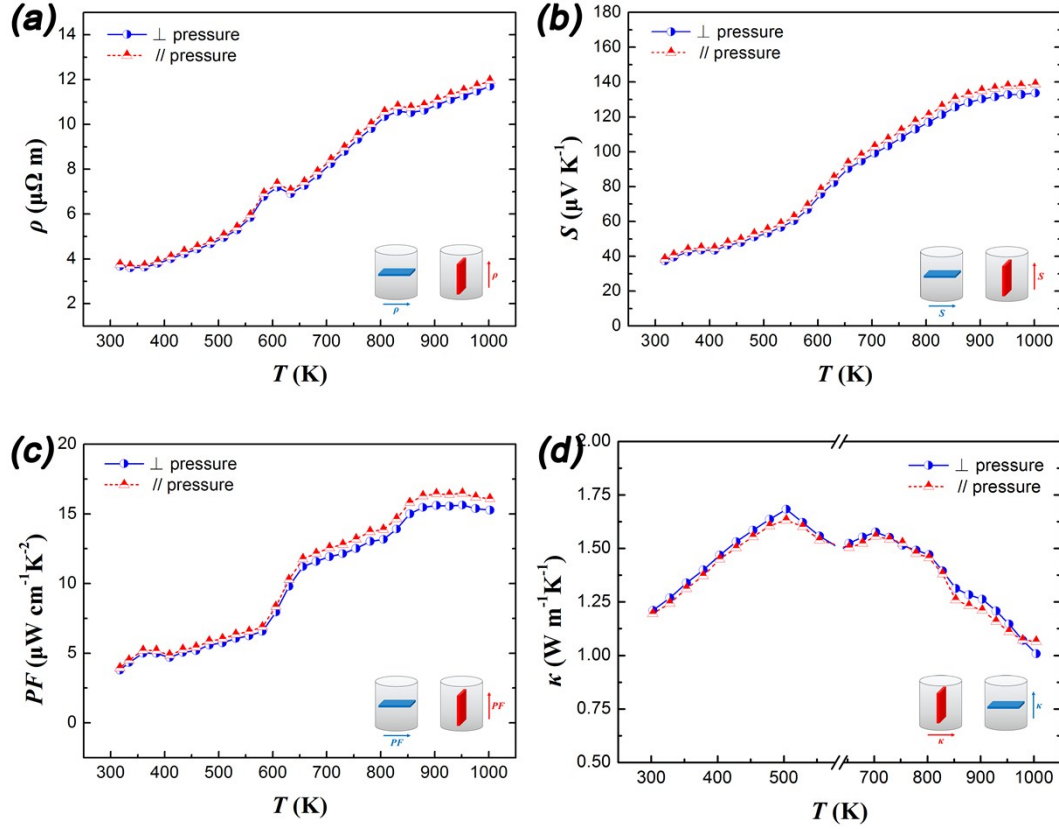 (a)
⊥ pressure
// pressure
14
12
10
8
6
4
2
ρ (μΩ m)
ρ
ρ
300 400 500 600 700 800 900 1000
T (K)
(b)
⊥ pressure
// pressure
180
160
140
120
100
80
60
40
20
0
S (μV K⁻¹)
S
S
300 400 500 600 700 800 900 1000
T (K)
(c)
⊥ pressure
// pressure
20
15
10
5
0
PF (μW cm⁻¹K⁻²)
PF
PF
300 400 500 600 700 800 900 1000
T (K)
(d)
⊥ pressure
// pressure
2.00
1.75
1.50
1.25
1.00
0.75
0.50
κ (W m⁻¹K⁻¹)
κ
κ
300 400 500 700 800 900 1000
T (K)